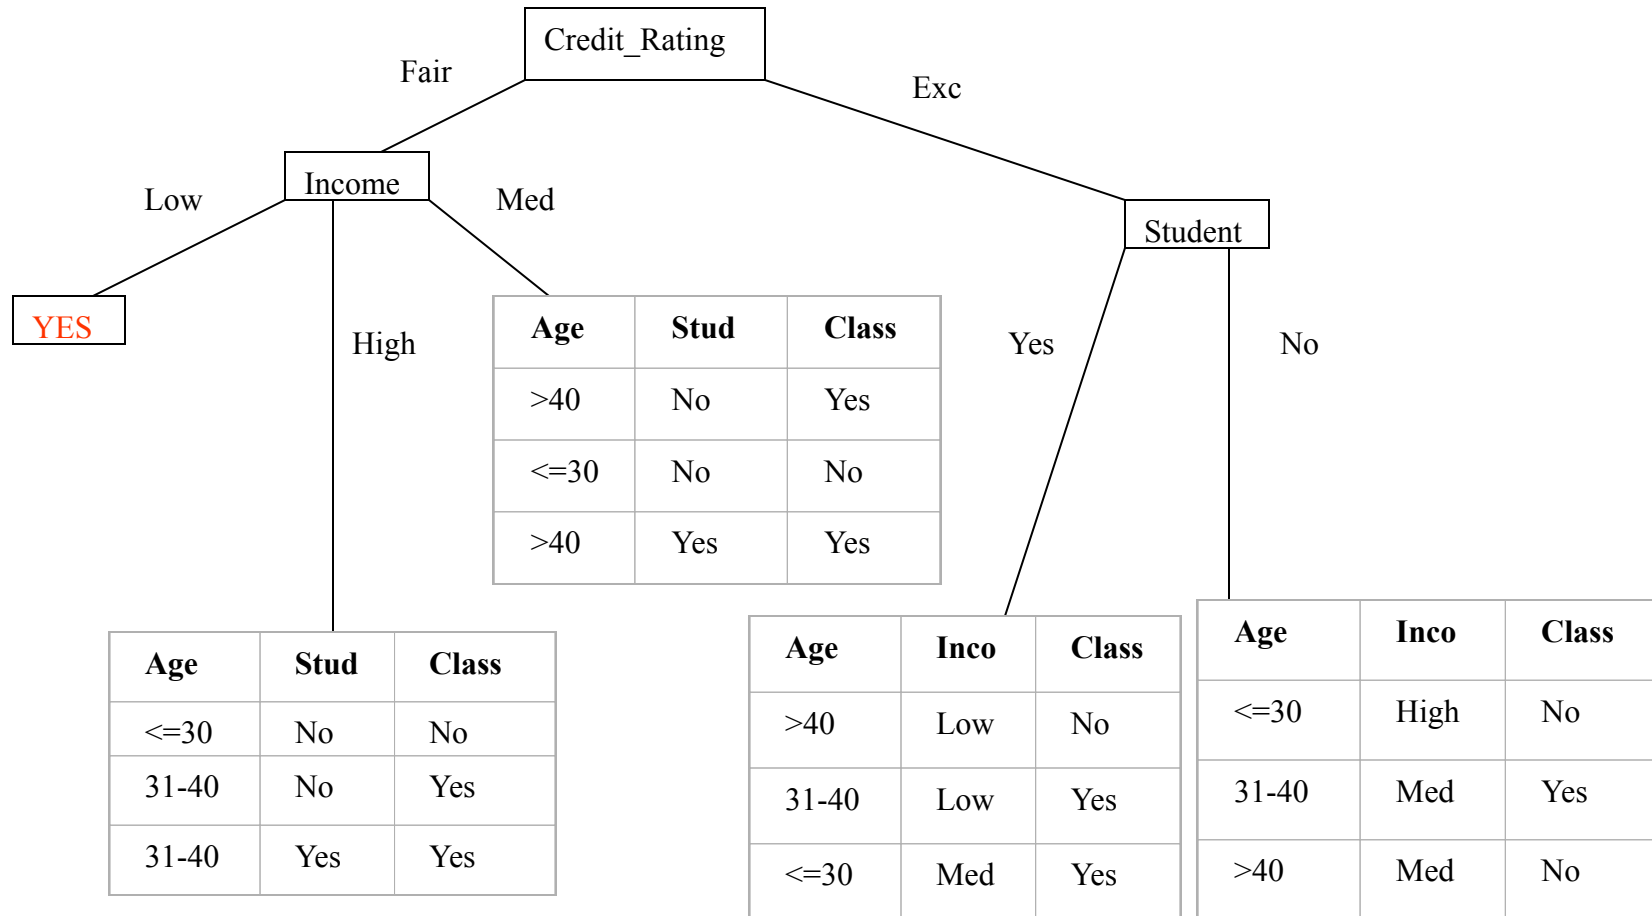 Credit_Rating
Fair
Exc
Income
Student
Low
Med
YES
High
Yes
No
Age Stud Class
>40 No Yes
<=30 No No
>40 Yes Yes
Age Stud Class
<=30 No No
31-40 No Yes
31-40 Yes Yes
Age Inco Class
>40 Low No
31-40 Low Yes
<=30 Med Yes
Age Inco Class
<=30 High No
31-40 Med Yes
>40 Med No